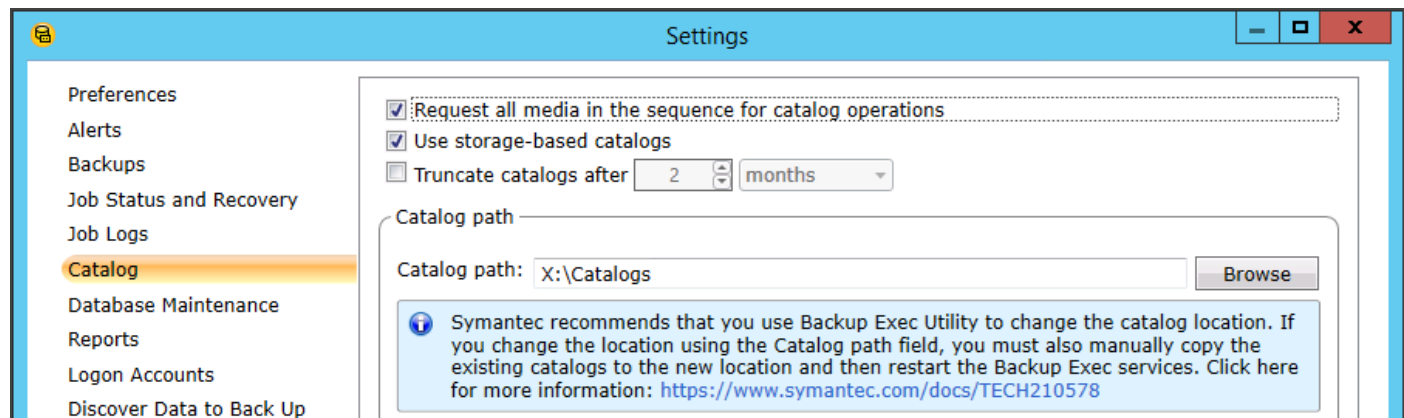 Settings
Preferences
Alerts
Backups
Job Status and Recovery
Job Logs
Catalog
Database Maintenance
Reports
Logon Accounts
Discover Data to Back Up
Request all media in the sequence for catalog operations
Use storage-based catalogs
Truncate catalogs after 2 months
Catalog path
Catalog path: X:\Catalogs Browse
Symantec recommends that you use Backup Exec Utility to change the catalog location. If
you change the location using the Catalog path field, you must also manually copy the
existing catalogs to the new location and then restart the Backup Exec services. Click here
for more information: https://www.symantec.com/docs/TECH210578